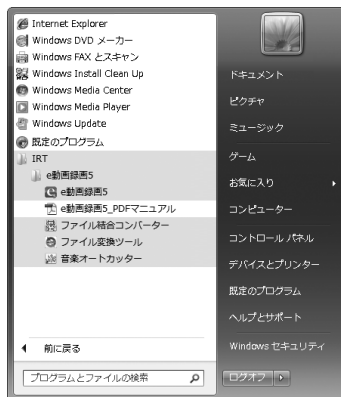 Internet Explorer
Windows DVD メーカー
Windows FAX とスキャン
Windows Install Clean Up
Windows Media Center
Windows Media Player
Windows Update
既定のプログラム
IRT
e動画録画5
e動画録画5
e動画録画5_PDFマニュアル
ファイル結合コンバーター
ファイル変換ツール
音楽オートカッター
前に戻る
プログラムとファイルの検索
ドキュメント
ピクチャ
ミュージック
ゲーム
お気に入り
コンピューター
コントロール パネル
デバイスとプリンター
既定のプログラム
ヘルプとサポート
Windows セキュリティ
ログオフ